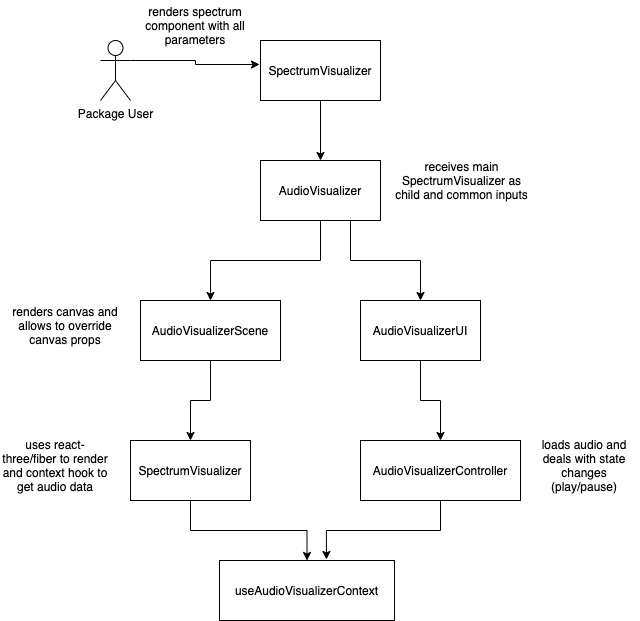 renders spectrum
component with all
parameters
SpectrumVisualizer
Package User
AudioVisualizer
receives main
SpectrumVisualizer as
child and common inputs
renders canvas and
allows to override
canvas props
AudioVisualizerScene
AudioVisualizerUI
uses react-
three/fiber to render
and context hook to
get audio data
SpectrumVisualizer
AudioVisualizerController
loads audio and
deals with state
changes
(play/pause)
useAudioVisualizerContext